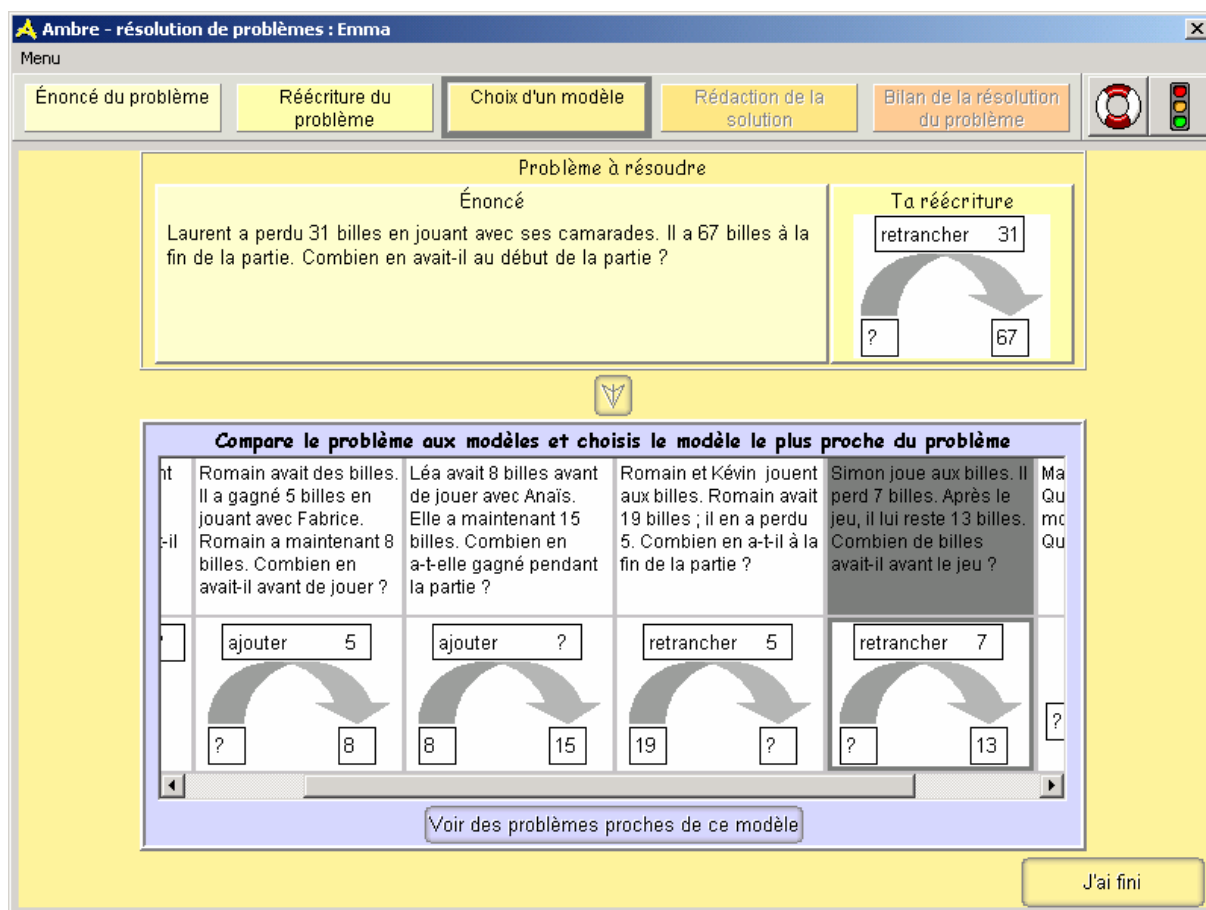 Ambre - résolution de problèmes : Emma
Menu
Énoncé du problème
Réécriture du
problème
Choix d'un modèle
Rédaction de la
solution
Bilan de la résolution
du problème
Problème à résoudre
Énoncé
Laurent a perdu 31 billes en jouant avec ses camarades. Il a 67 billes à la
fin de la partie. Combien en avait-il au début de la partie ?
Ta réécriture
retrancher 31
?
67
Compare le problème aux modèles et choisis le modèle le plus proche du problème
Romain avait des billes.
Il a gagné 5 billes en
jouant avec Fabrice.
Romain a maintenant 8
billes. Combien en
avait-il avant de jouer ?
ajouter 5
?
8
Léa avait 8 billes avant
de jouer avec Anaïs.
Elle a maintenant 15
billes. Combien en
a-t-elle gagné pendant
la partie ?
ajouter ?
8
15
Romain et Kévin jouent
aux billes. Romain avait
19 billes ; il en a perdu
5. Combien en a-t-il à la
fin de la partie ?
retrancher 5
19
?
Simon joue aux billes. Il
perd 7 billes. Après le
jeu, il lui reste 13 billes.
Combien de billes
avait-il avant le jeu ?
retrancher 7
?
13
Ma
Qu
mo
Qu
?
Voir des problèmes proches de ce modèle
J'ai fini